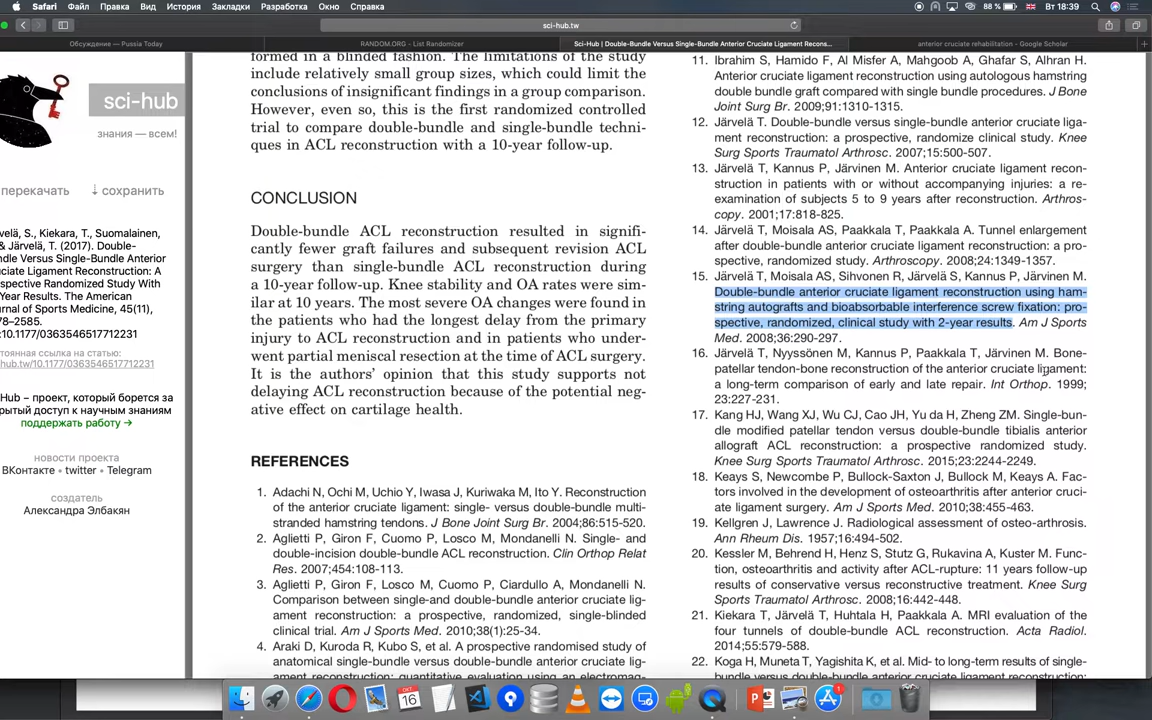 Safari Файл Правка Вид История Закладки Разработка Окно Справка
88 % Вт 18:39
sci-hub.tw
Обсуждение — Pussia Today
RANDOM.ORG - List Randomizer
Sci-Hub | Double-Bundle Versus Single-Bundle Anterior Cruciate Ligament Recons...
anterior cruciate rehabilitation - Google Scholar
sci-hub
знания — всем!
перекачать ↓ сохранить
velä, S., Kiekara, T., Suomalainen,
& Järvelä, T. (2017). Double-
ndle Versus Single-Bundle Anterior
uciate Ligament Reconstruction: A
spective Randomized Study With
Year Results. The American
urnal of Sports Medicine, 45(11),
78–2585.
:10.1177/0363546517712231
стоянная ссылка на статью:
hub.tw/10.1177/0363546517712231
Hub – проект, который борется за
рытый доступ к научным знаниям
поддержать работу →
новости проекта
ВКонтакте • twitter • Telegram
создатель
Александра Элбакян
formed in a blinded fashion. The limitations of the study
include relatively small group sizes, which could limit the
conclusions of insignificant findings in a group comparison.
However, even so, this is the first randomized controlled
trial to compare double-bundle and single-bundle techni-
ques in ACL reconstruction with a 10-year follow-up.
CONCLUSION
Double-bundle ACL reconstruction resulted in signifi-
cantly fewer graft failures and subsequent revision ACL
surgery than single-bundle ACL reconstruction during
a 10-year follow-up. Knee stability and OA rates were sim-
ilar at 10 years. The most severe OA changes were found in
the patients who had the longest delay from the primary
injury to ACL reconstruction and in patients who under-
went partial meniscal resection at the time of ACL surgery.
It is the authors' opinion that this study supports not
delaying ACL reconstruction because of the potential neg-
ative effect on cartilage health.
REFERENCES
1. Adachi N, Ochi M, Uchio Y, Iwasa J, Kuriwaka M, Ito Y. Reconstruction
of the anterior cruciate ligament: single- versus double-bundle multi-
stranded hamstring tendons. J Bone Joint Surg Br. 2004;86:515-520.
2. Aglietti P, Giron F, Cuomo P, Losco M, Mondanelli N. Single- and
double-incision double-bundle ACL reconstruction. Clin Orthop Relat
Res. 2007;454:108-113.
3. Aglietti P, Giron F, Losco M, Cuomo P, Ciardullo A, Mondanelli N.
Comparison between single-and double-bundle anterior cruciate lig-
ament reconstruction: a prospective, randomized, single-blinded
clinical trial. Am J Sports Med. 2010;38(1):25-34.
4. Araki D, Kuroda R, Kubo S, et al. A prospective randomised study of
anatomical single-bundle versus double-bundle anterior cruciate lig-
ament reconstruction: quantitative evaluation using an electromag-
11. Ibrahim S, Hamido F, Al Misfer A, Mahgoob A, Ghafar S, Alhran H.
Anterior cruciate ligament reconstruction using autologous hamstring
double bundle graft compared with single bundle procedures. J Bone
Joint Surg Br. 2009;91:1310-1315.
12. Järvelä T. Double-bundle versus single-bundle anterior cruciate liga-
ment reconstruction: a prospective, randomize clinical study. Knee
Surg Sports Traumatol Arthrosc. 2007;15:500-507.
13. Järvelä T, Kannus P, Järvinen M. Anterior cruciate ligament recon-
struction in patients with or without accompanying injuries: a re-
examination of subjects 5 to 9 years after reconstruction. Arthros-
copy. 2001;17:818-825.
14. Järvelä T, Moisala AS, Paakkala T, Paakkala A. Tunnel enlargement
after double-bundle anterior cruciate ligament reconstruction: a pro-
spective, randomized study. Arthroscopy. 2008;24:1349-1357.
15. Järvelä T, Moisala AS, Sihvonen R, Järvelä S, Kannus P, Järvinen M.
Double-bundle anterior cruciate ligament reconstruction using ham-
string autografts and bioabsorbable interference screw fixation: pro-
spective, randomized, clinical study with 2-year results. Am J Sports
Med. 2008;36:290-297.
16. Järvelä T, Nyyssönen M, Kannus P, Paakkala T, Järvinen M. Bone-
patellar tendon-bone reconstruction of the anterior cruciate ligament:
a long-term comparison of early and late repair. Int Orthop. 1999;
23:227-231.
17. Kang HJ, Wang XJ, Wu CJ, Cao JH, Yu da H, Zheng ZM. Single-bun-
dle modified patellar tendon versus double-bundle tibialis anterior
allograft ACL reconstruction: a prospective randomized study.
Knee Surg Sports Traumatol Arthrosc. 2015;23:2244-2249.
18. Keays S, Newcombe P, Bullock-Saxton J, Bullock M, Keays A. Fac-
tors involved in the development of osteoarthritis after anterior cruci-
ate ligament surgery. Am J Sports Med. 2010;38:455-463.
19. Kellgren J, Lawrence J. Radiological assessment of osteo-arthrosis.
Ann Rheum Dis. 1957;16:494-502.
20. Kessler M, Behrend H, Henz S, Stutz G, Rukavina A, Kuster M. Func-
tion, osteoarthritis and activity after ACL-rupture: 11 years follow-up
results of conservative versus reconstructive treatment. Knee Surg
Sports Traumatol Arthrosc. 2008;16:442-448.
21. Kiekara T, Järvelä T, Huhtala H, Paakkala A. MRI evaluation of the
four tunnels of double-bundle ACL reconstruction. Acta Radiol.
2014;55:579-588.
22. Koga H, Muneta T, Yagishita K, et al. Mid- to long-term results of single-
bundle versus double-bundle anterior cruciate ligament reconstruction:
ОКТ
16